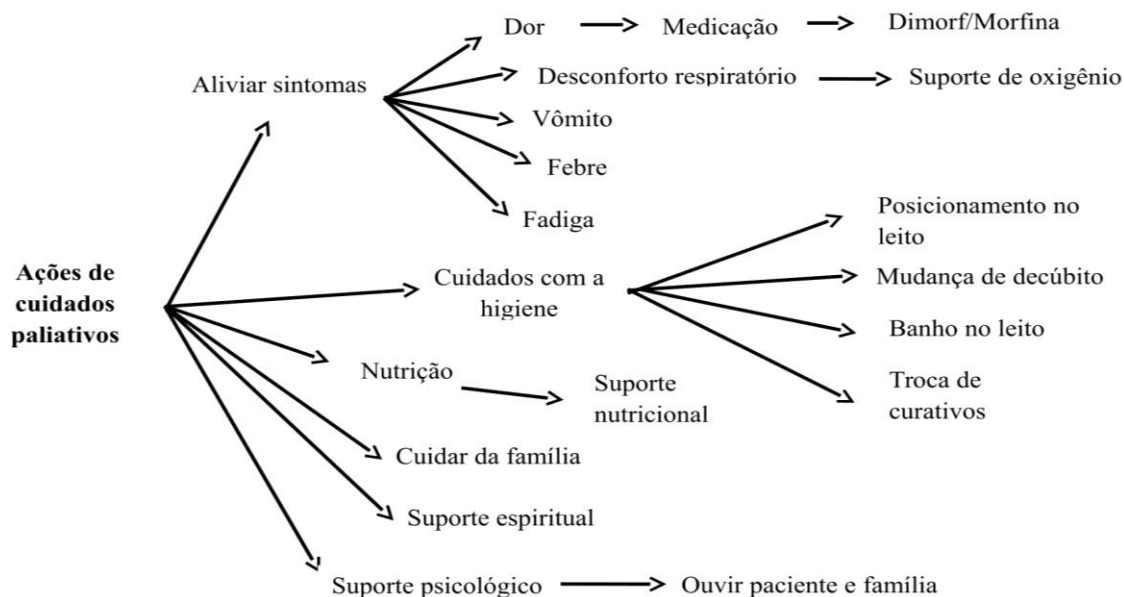 Dor
Medicação
Dimorf/Morfina
Aliviar sintomas
Desconforto respiratório
Suporte de oxigênio
Vômito
Febre
Fadiga
Ações de
cuidados
paliativos
Cuidados com a
higiene
Posicionamento no
leito
Mudança de decúbito
Banho no leito
Troca de
curativos
Nutrição
Suporte
nutricional
Cuidar da família
Suporte espiritual
Suporte psicológico
Ouvir paciente e família